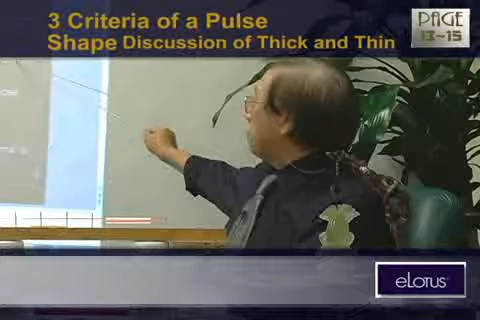 3 Criteria of a Pulse
Shape Discussion of Thick and Thin
PAGE
13-15
eLotus